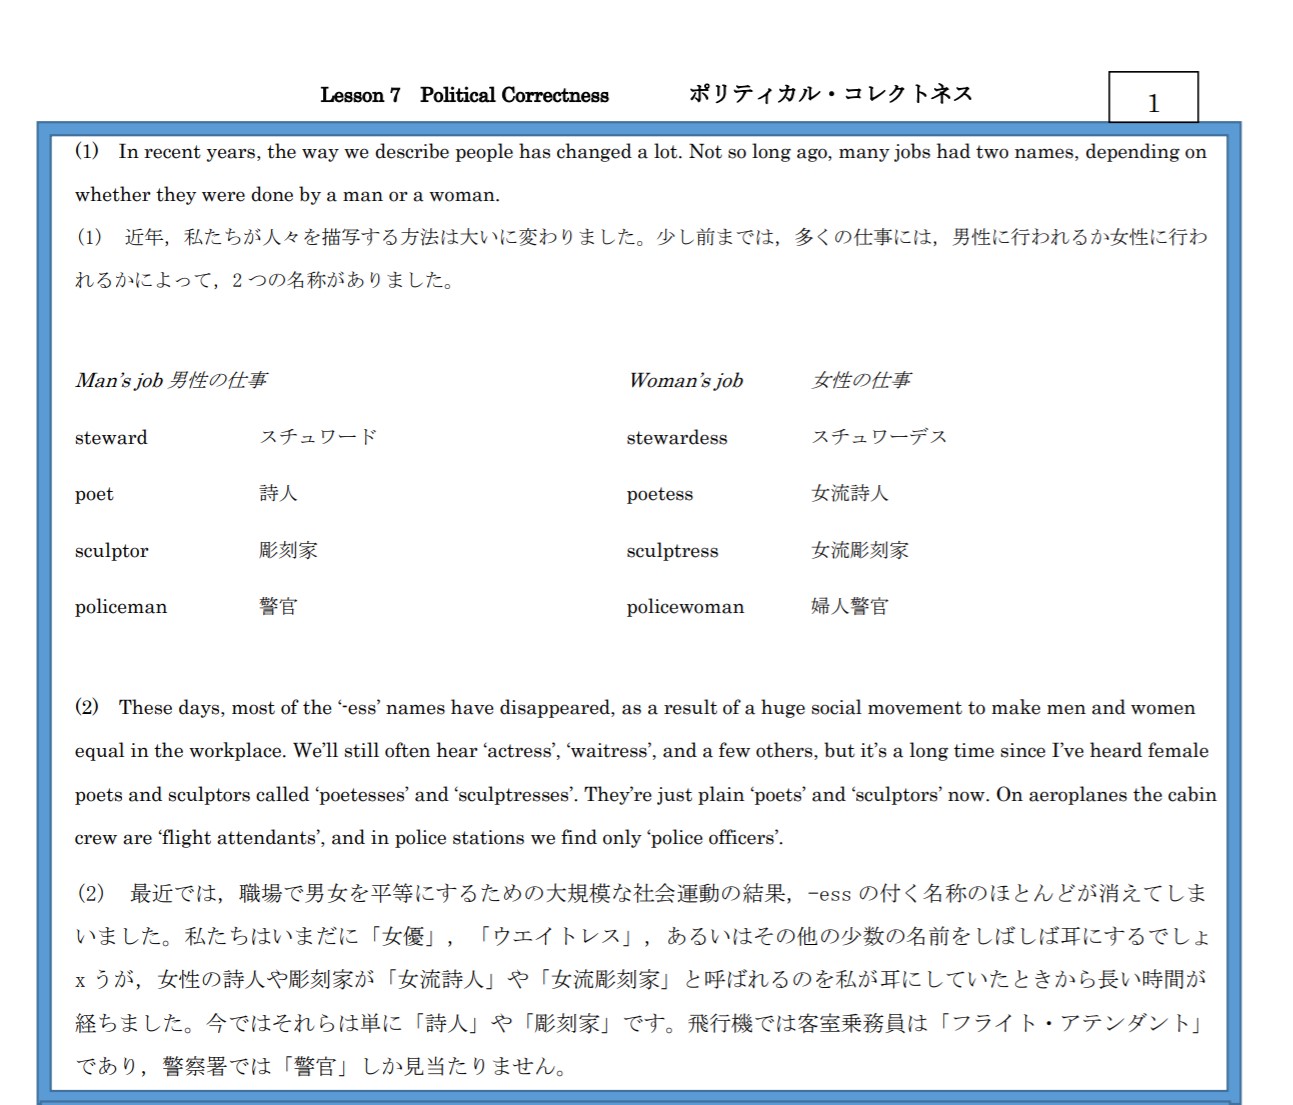 Lesson 7 Political Correctness ポリティカル・コレクトネス 1
(1) In recent years, the way we describe people has changed a lot. Not so long ago, many jobs had two names, depending on
whether they were done by a man or a woman.
(1) 近年，私たちが人々を描写する方法は大いに変わりました。少し前までは，多くの仕事には，男性に行われるか女性に行わ
れるかによって，2 つの名称がありました。
Man's job 男性の仕事 Woman's job 女性の仕事
steward スチュワード stewardess スチュワーデス
poet 詩人 poetess 女流詩人
sculptor 彫刻家 sculptress 女流彫刻家
policeman 警官 policewoman 婦人警官
(2) These days, most of the ‘-ess’ names have disappeared, as a result of a huge social movement to make men and women
equal in the workplace. We’ll still often hear ‘actress’, ‘waitress’, and a few others, but it’s a long time since I’ve heard female
poets and sculptors called ‘poetesses’ and ‘sculptresses’. They’re just plain ‘poets’ and ‘sculptors’ now. On aeroplanes the cabin
crew are ‘flight attendants’, and in police stations we find only ‘police officers’.
(2) 最近では，職場で男女を平等にするための大規模な社会運動の結果，-ess の付く名称のほとんどが消えてしま
いました。私たちはいまだに「女優」，「ウエイトレス」，あるいはその他の少数の名前をしばしば耳にするでしょ
x うが，女性の詩人や彫刻家が「女流詩人」や「女流彫刻家」と呼ばれるのを私が耳にしていたときから長い時間が
経ちました。今ではそれらは単に「詩人」や「彫刻家」です。飛行機では客室乗務員は「フライト・アテンダント」
であり，警察署では「警官」しか見当たりません。